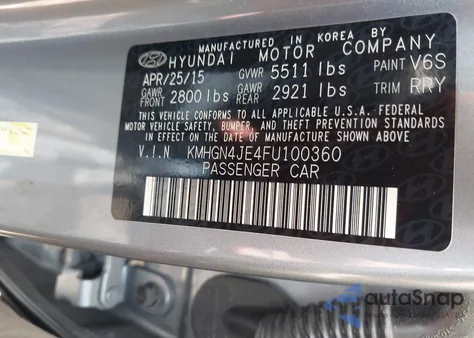 MANUFACTURED IN KOREA BY
HYUNDAI MOTOR COMPANY
APR/25/15 GVWR 5511 lbs PAINT V6S
GAWR FRONT 2800 lbs GAWR REAR 2921 lbs TRIM RRY
THIS VEHICLE CONFORMS TO ALL APPLICABLE U.S.A. FEDERAL
MOTOR VEHICLE SAFETY, BUMPER, AND THEFT PREVENTION STANDARDS
IN EFFECT ON THE DATE OF MANUFACTURE SHOWN ABOVE.
V.I.N KMHGN4JE4FU100360
PASSENGER CAR
autoSnap